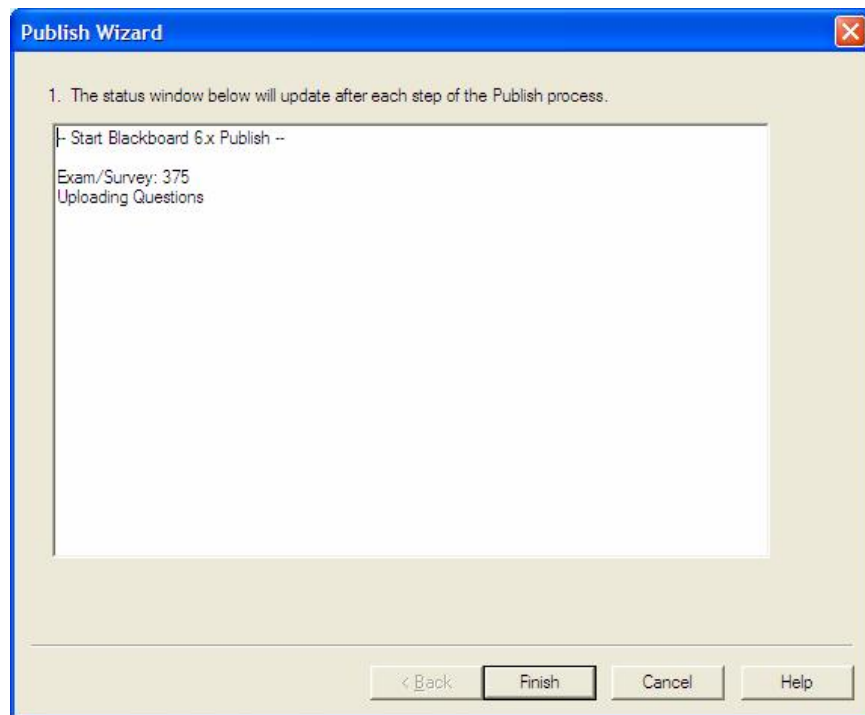 Publish Wizard
1. The status window below will update after each step of the Publish process.
-- Start Blackboard 6.x Publish --
Exam/Survey: 375
Uploading Questions
< Back Finish Cancel Help